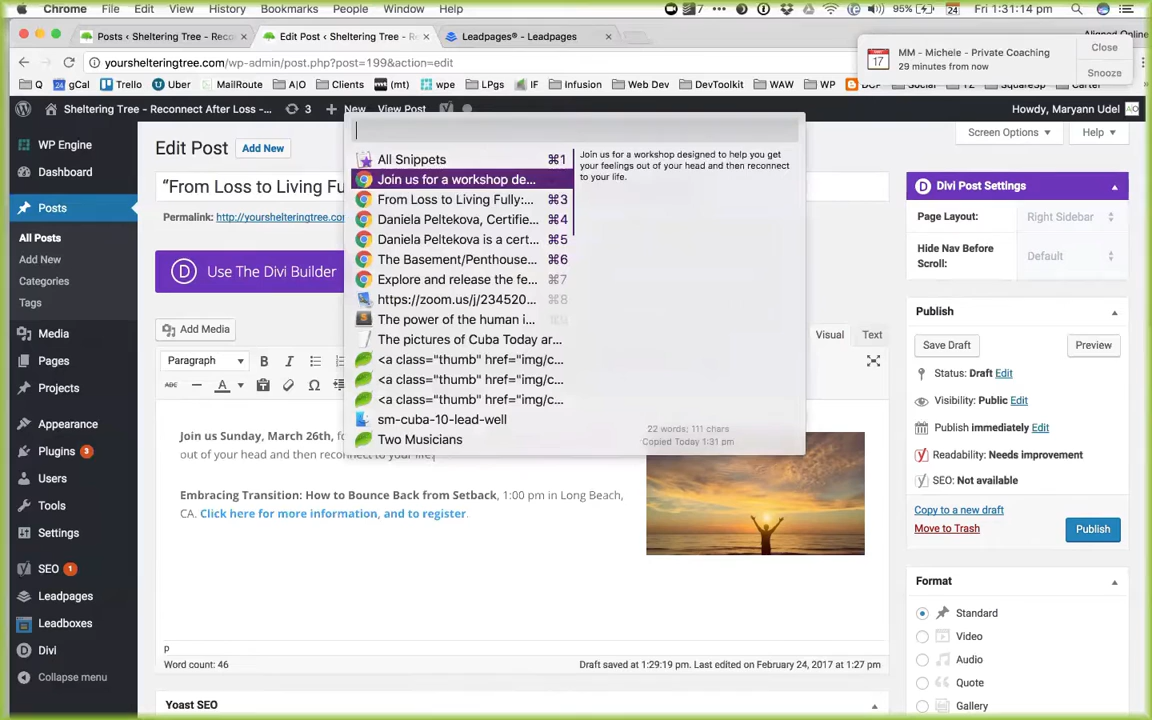 Chrome File Edit View History Bookmarks People Window Help
7 95% 24 Fri 1:31:14 pm
Posts ‹ Sheltering Tree - Reco Edit Post ‹ Sheltering Tree - R Leadpages® - Leadpages
yourshelteringtree.com/wp-admin/post.php?post=199&action=edit
MM - Michele - Private Coaching
29 minutes from now
Close
Snooze
17
Q gCal Trello Uber MailRoute A|O Clients (mt) wpe LPgs IF Infusion Web Dev DevToolkit WAW WP
Sheltering Tree - Reconnect After Loss -... 3 New View Post
Howdy, Maryann Udel
WP Engine
Dashboard
Posts
All Posts
Add New
Categories
Tags
Media
Pages
Projects
Appearance
Plugins 3
Users
Tools
Settings
SEO 1
Leadpages
Leadboxes
Divi
Collapse menu
Edit Post Add New
Screen Options Help
“From Loss to Living Fu
Permalink: http://yourshelteringtree.com
Use The Divi Builder
Add Media
Visual Text
Paragraph B I
ABC A
All Snippets ⌘1
Join us for a workshop de...
From Loss to Living Fully:... ⌘3
Daniela Peltekova, Certifie... ⌘4
Daniela Peltekova is a cert... ⌘5
The Basement/Penthouse... ⌘6
Explore and release the fe... ⌘7
https://zoom.us/j/234520... ⌘8
The power of the human i... ⌘9
The pictures of Cuba Today ar...
<a class="thumb" href="img/c...
<a class="thumb" href="img/c...
<a class="thumb" href="img/c...
sm-cuba-10-lead-well
Two Musicians
Join us for a workshop designed to help you get
your feelings out of your head and then reconnect
to your life.
22 words; 111 chars
Copied Today 1:31 pm
Join us Sunday, March 26th, fo
out of your head and then reconnect to your life.
Embracing Transition: How to Bounce Back from Setback, 1:00 pm in Long Beach,
CA. Click here for more information, and to register.
p
Word count: 46
Draft saved at 1:29:19 pm. Last edited on February 24, 2017 at 1:27 pm
Yoast SEO
Divi Post Settings
Page Layout: Right Sidebar
Hide Nav Before
Scroll:
Default
Publish
Save Draft Preview
Status: Draft Edit
Visibility: Public Edit
Publish immediately Edit
Readability: Needs improvement
SEO: Not available
Copy to a new draft
Move to Trash
Publish
Format
Standard
Video
Audio
Quote
Gallery